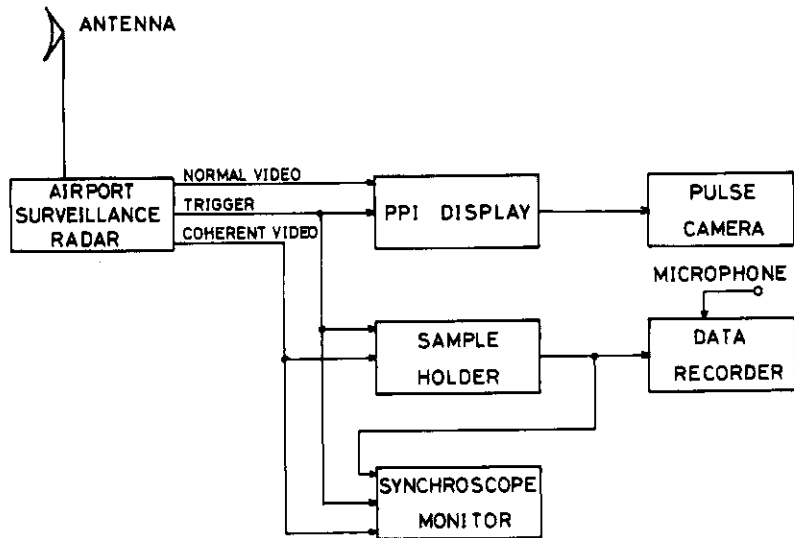 ANTENNA
AIRPORT
SURVEILLANCE
RADAR
NORMAL VIDEO
TRIGGER
COHERENT VIDEO
PPI DISPLAY
PULSE
CAMERA
MICROPHONE
SAMPLE
HOLDER
DATA
RECORDER
SYNCHROSCOPE
MONITOR